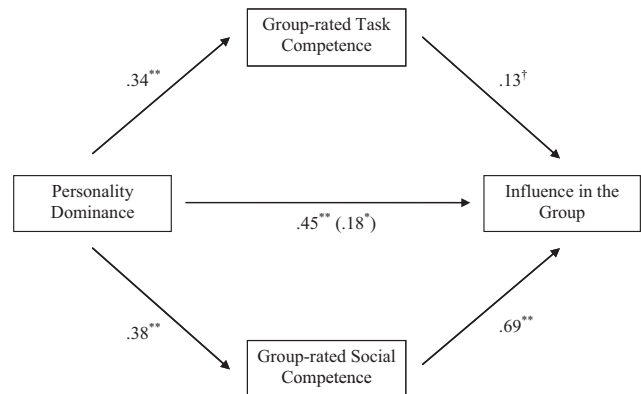 Group-rated Task
Competence
.34**
.13†
Personality
Dominance
Influence in the
Group
.45** (.18*)
.38**
.69**
Group-rated Social
Competence